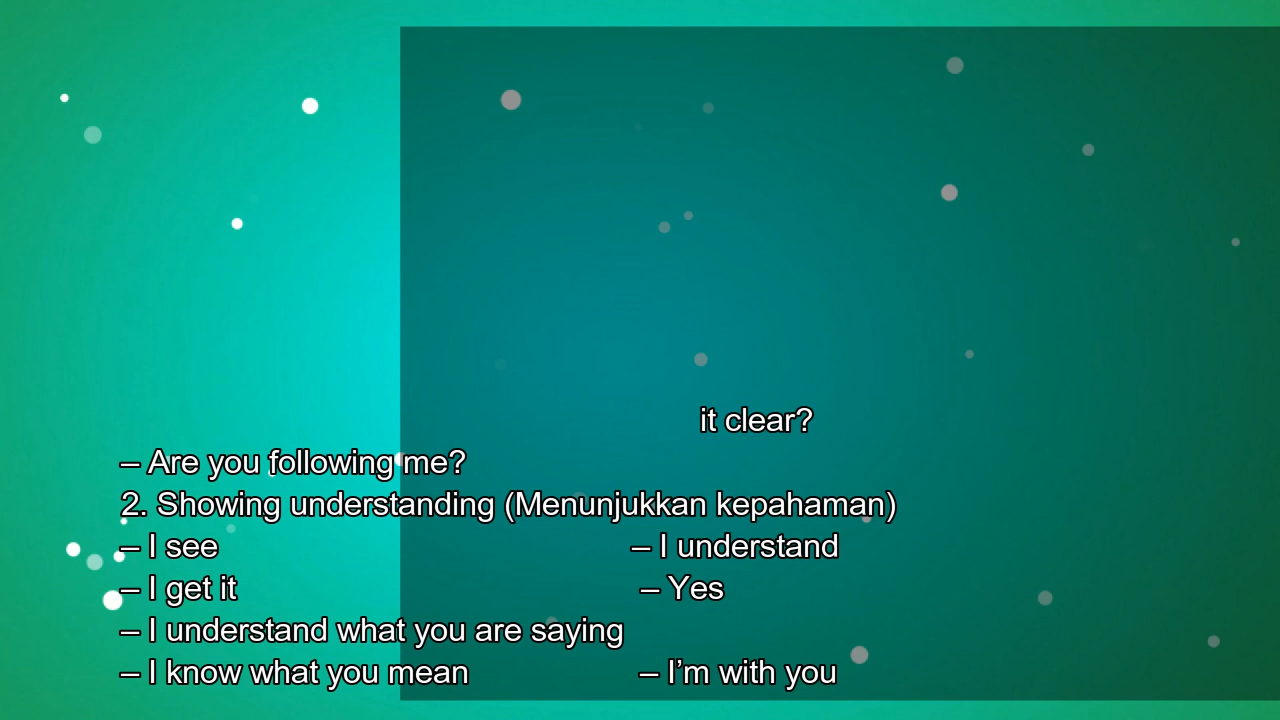 it clear?
– Are you following me?
2. Showing understanding (Menunjukkan kepahaman)
– I see – I understand
– I get it – Yes
– I understand what you are saying
– I know what you mean – I’m with you